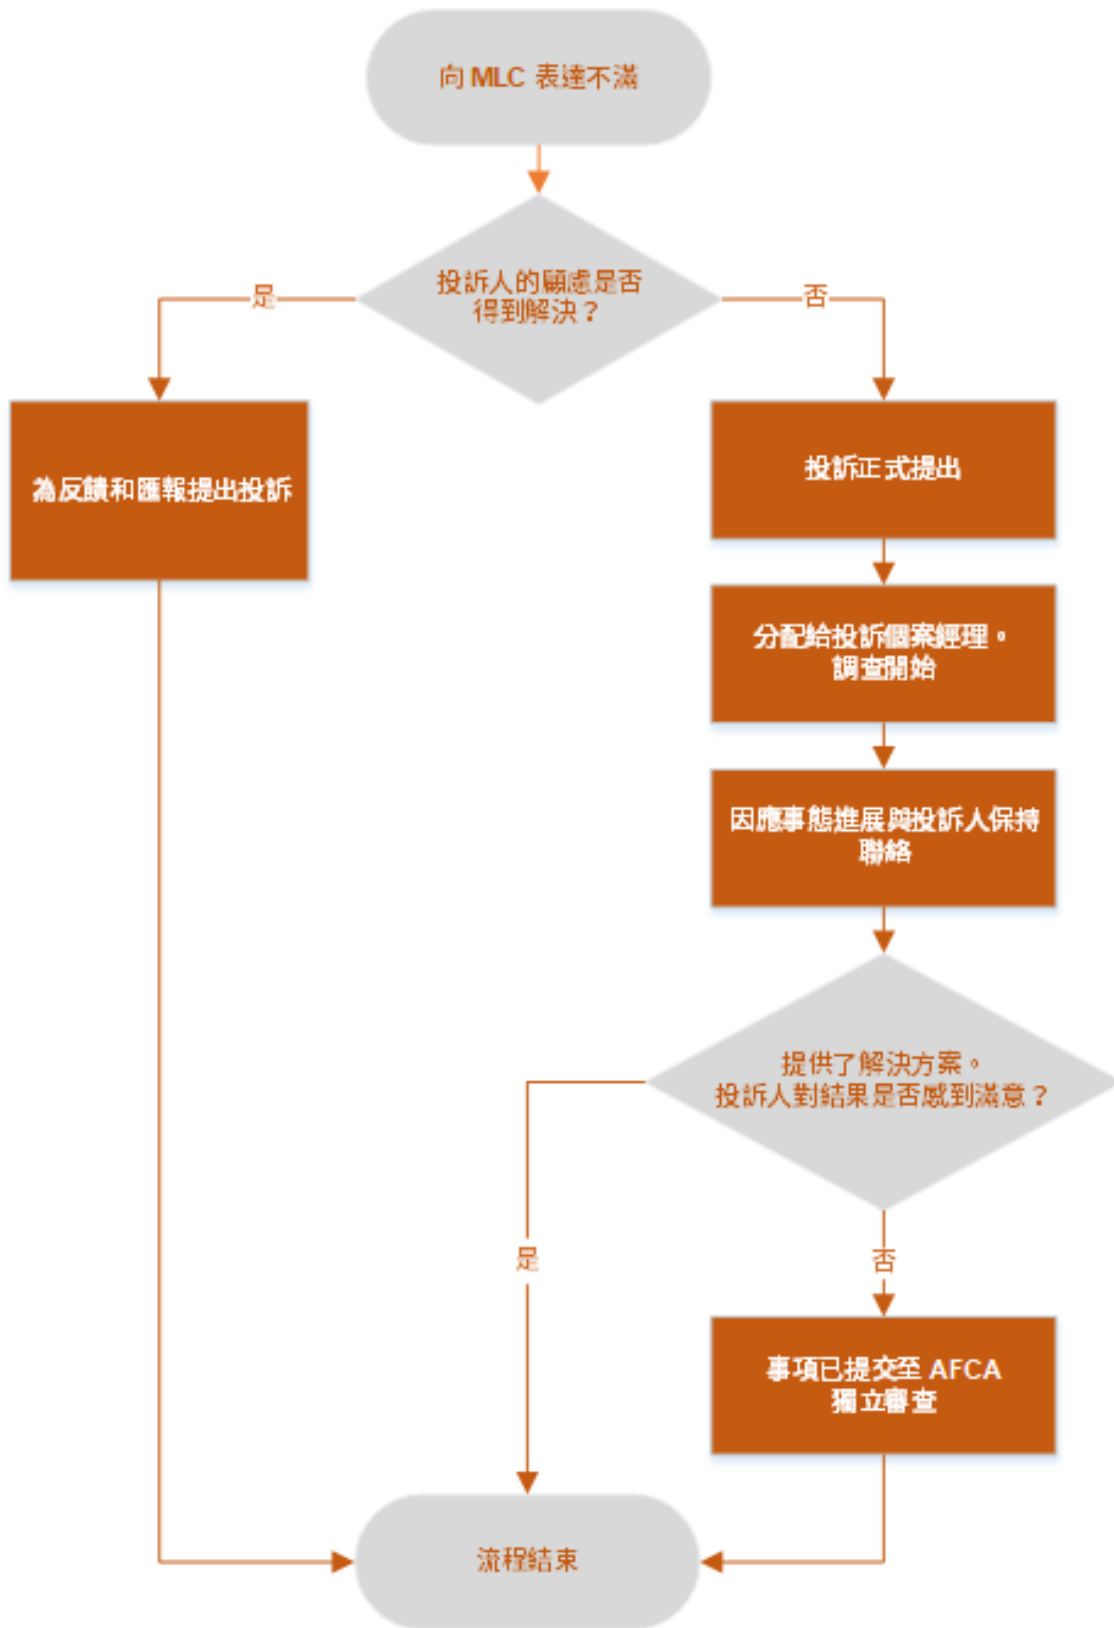 向 MLC 表達不滿
投訴人的顧慮是否
得到解決？
是
否
為反饋和匯報提出投訴
投訴正式提出
分配給投訴個案經理。
調查開始
因應事態進展與投訴人保持
聯絡
提供了解決方案。
投訴人對結果是否感到滿意？
是
否
事項已提交至 AFCA
獨立審查
流程結束